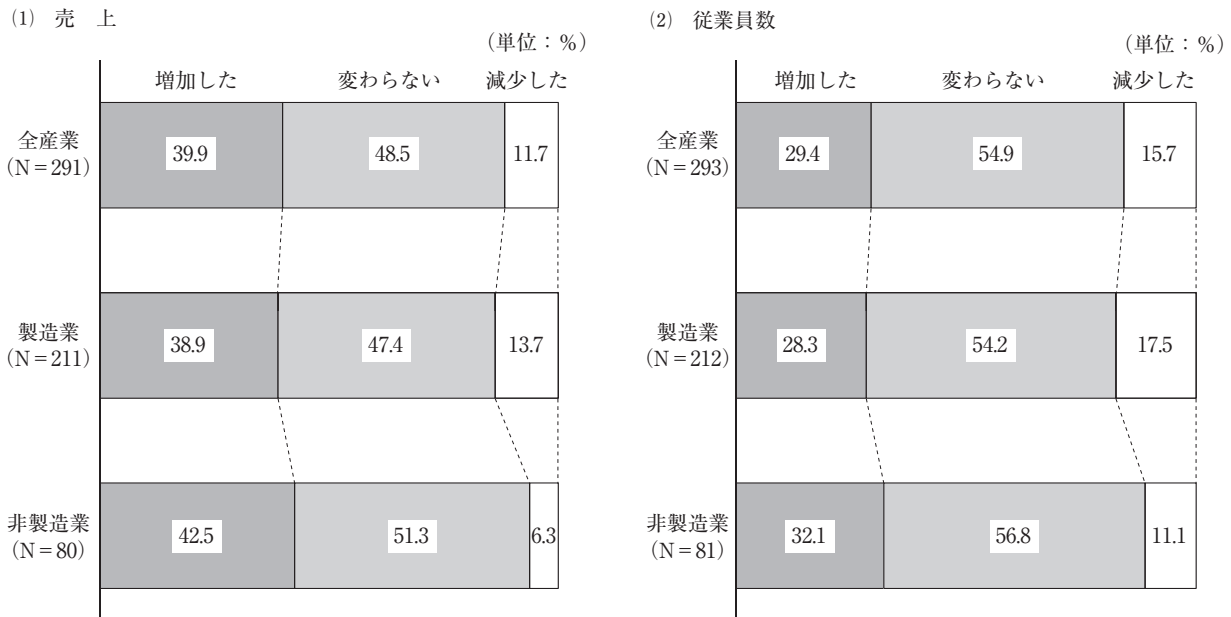 (1) 売　上
(単位：%)
増加した　変わらない　減少した
全産業
(N＝291)
39.9　48.5　11.7
製造業
(N＝211)
38.9　47.4　13.7
非製造業
(N＝80)
42.5　51.3　6.3
(2) 従業員数
(単位：%)
増加した　変わらない　減少した
全産業
(N＝293)
29.4　54.9　15.7
製造業
(N＝212)
28.3　54.2　17.5
非製造業
(N＝81)
32.1　56.8　11.1